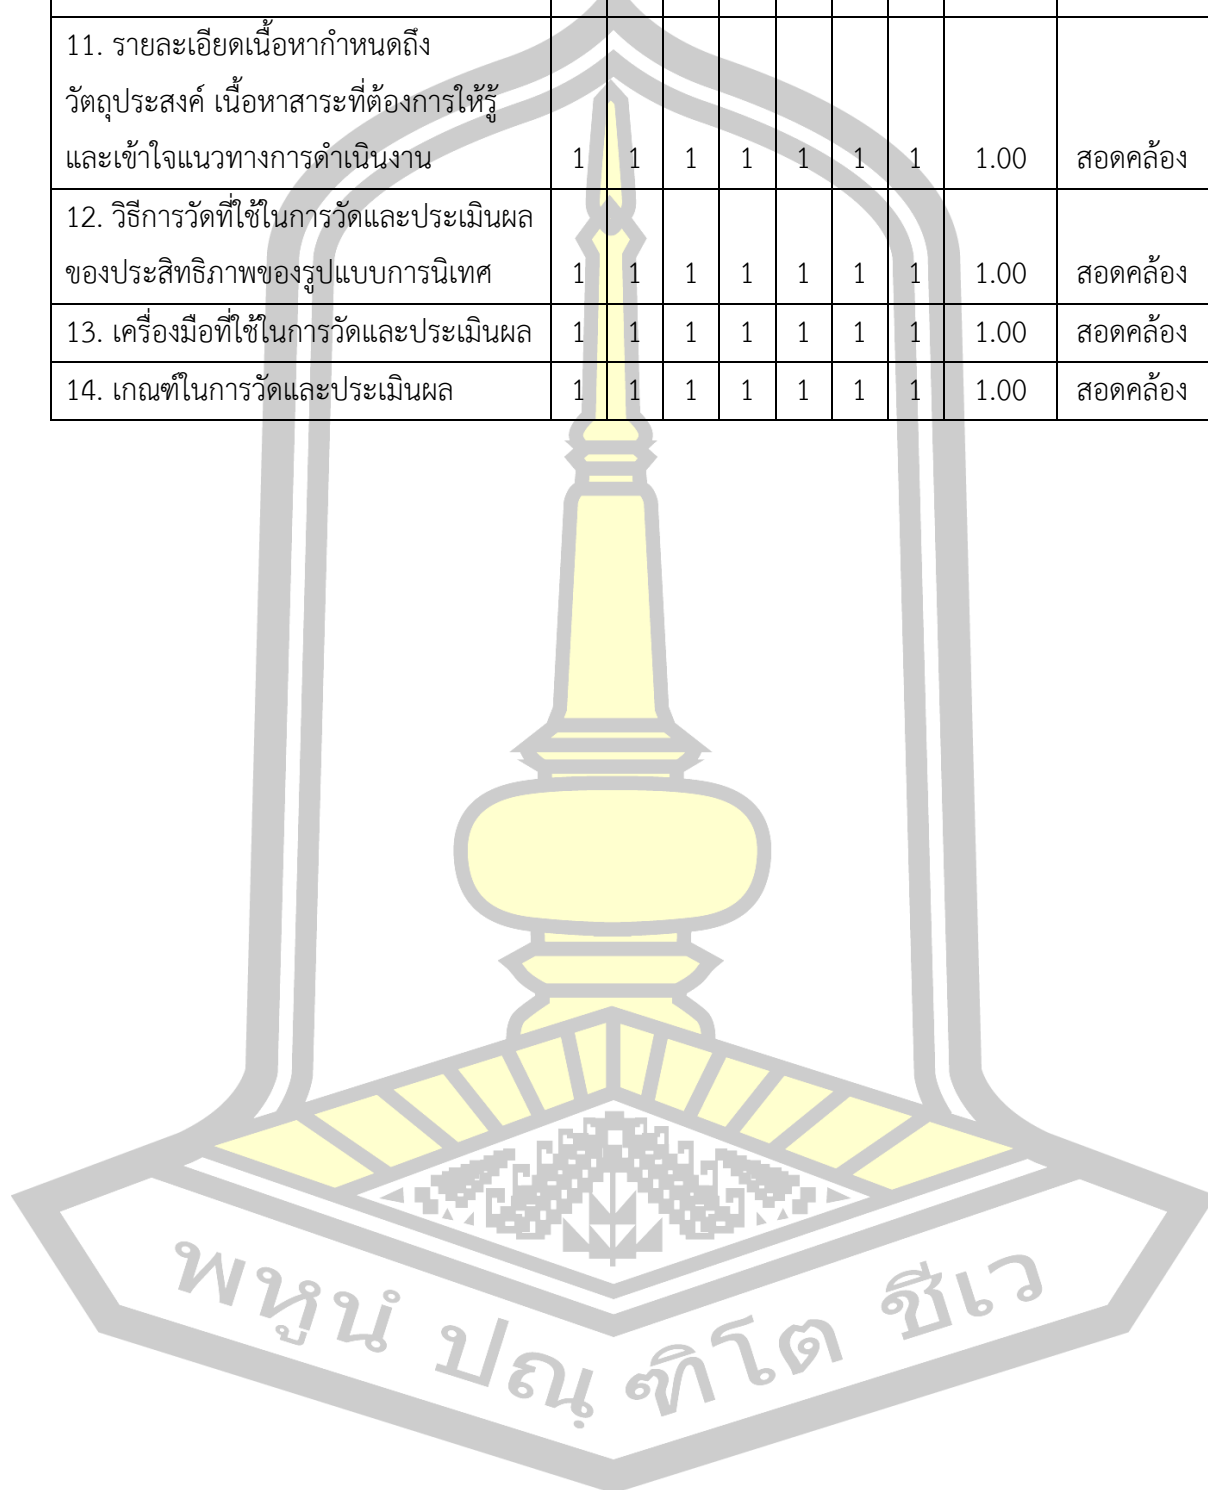 11. รายละเอียดเนื้อหากำหนดถึง
วัตถุประสงค์ เนื้อหาสาระที่ต้องการให้รู้
และเข้าใจแนวทางการดำเนินงาน 1 1 1 1 1 1 1 1.00 สอดคล้อง
12. วิธีการวัดที่ใช้ในการวัดและประเมินผล
ของประสิทธิภาพของรูปแบบการนิเทศ 1 1 1 1 1 1 1 1.00 สอดคล้อง
13. เครื่องมือที่ใช้ในการวัดและประเมินผล 1 1 1 1 1 1 1 1.00 สอดคล้อง
14. เกณฑ์ในการวัดและประเมินผล 1 1 1 1 1 1 1 1.00 สอดคล้อง
พหูนํ ปณฺฑิโต ชีเว